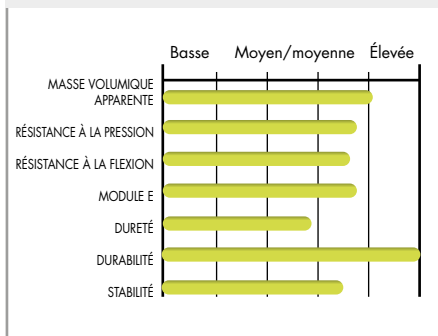 Basse Moyen/moyenne Élevée
MASSE VOLUMIQUE
APPARENTE
RÉSISTANCE À LA PRESSION
RÉSISTANCE À LA FLEXION
MODULE E
DURETÉ
DURABILITÉ
STABILITÉ